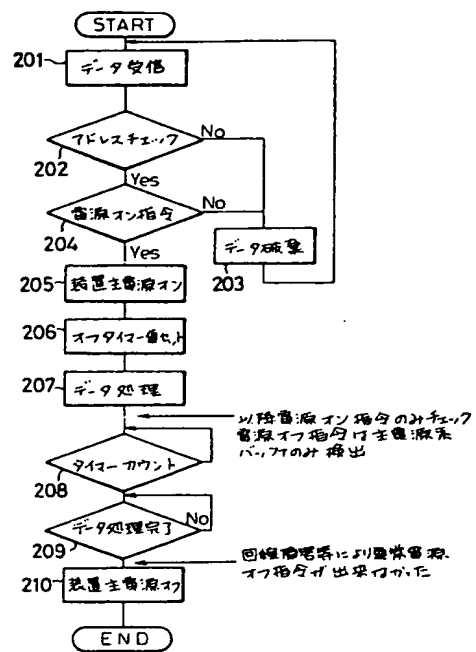 START
201
データ受信
アドレスチェック
No
202
Yes
電源オン指令
No
204
Yes
データ破棄
203
205
装置主電源オン
206
オフタイマー値セット
207
データ処理
以降電源オン指令のみチェック
電源オフ指令は主電源系
バッファのみ検出
タイマーカウント
208
データ処理完了
No
209
回線障害等により通常電源
オフ指令が出来なかった
210
装置主電源オフ
END